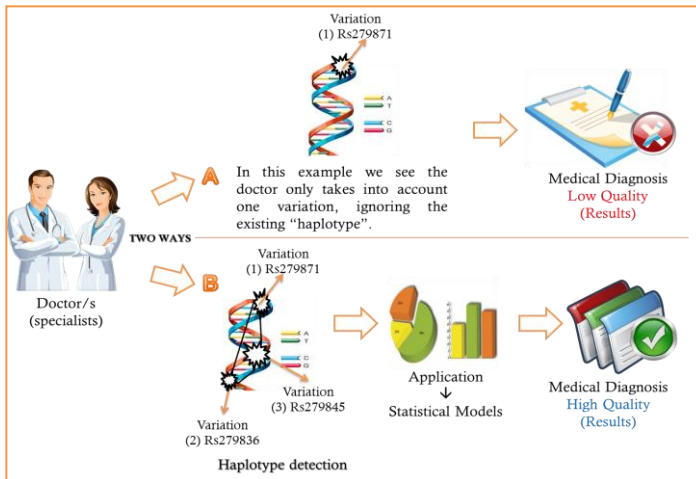 Variation
(1) Rs279871
A
T
C
G
A
In this example we see the
doctor only takes into account
one variation, ignoring the
existing “haplotype”.
Medical Diagnosis
Low Quality
(Results)
Doctor/s
(specialists)
TWO WAYS
B
Variation
(1) Rs279871
A
T
C
G
Variation
(3) Rs279845
Variation
(2) Rs279836
Haplotype detection
Application
↓
Statistical Models
Medical Diagnosis
High Quality
(Results)